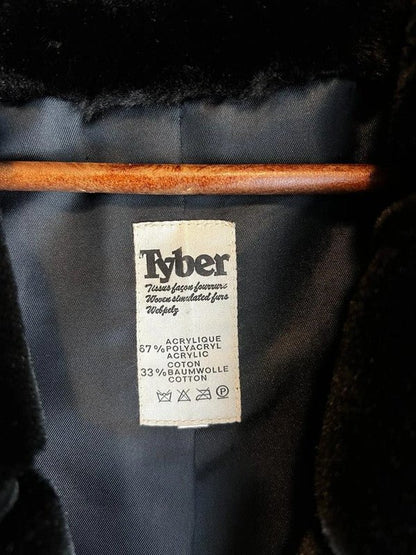 Tyber
Tissus façon fourrure
Woven simulated furs
Webpelz
ACRYLIQUE
67% POLYACRYL
ACRYLIC
COTON
33% BAUMWOLLE
COTTON
P